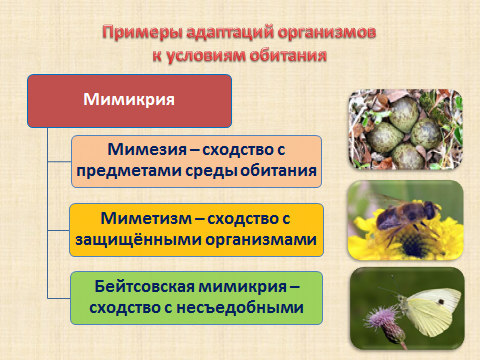 Примеры адаптаций организмов
к условиям обитания
Мимикрия
Мимезия – сходство с
предметами среды обитания
Миметизм – сходство с
защищёнными организмами
Бейтсовская мимикрия –
сходство с несъедобными